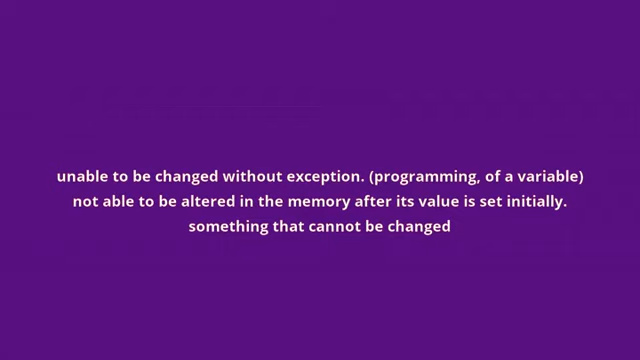 unable to be changed without exception. (programming, of a variable)
not able to be altered in the memory after its value is set initially.
something that cannot be changed